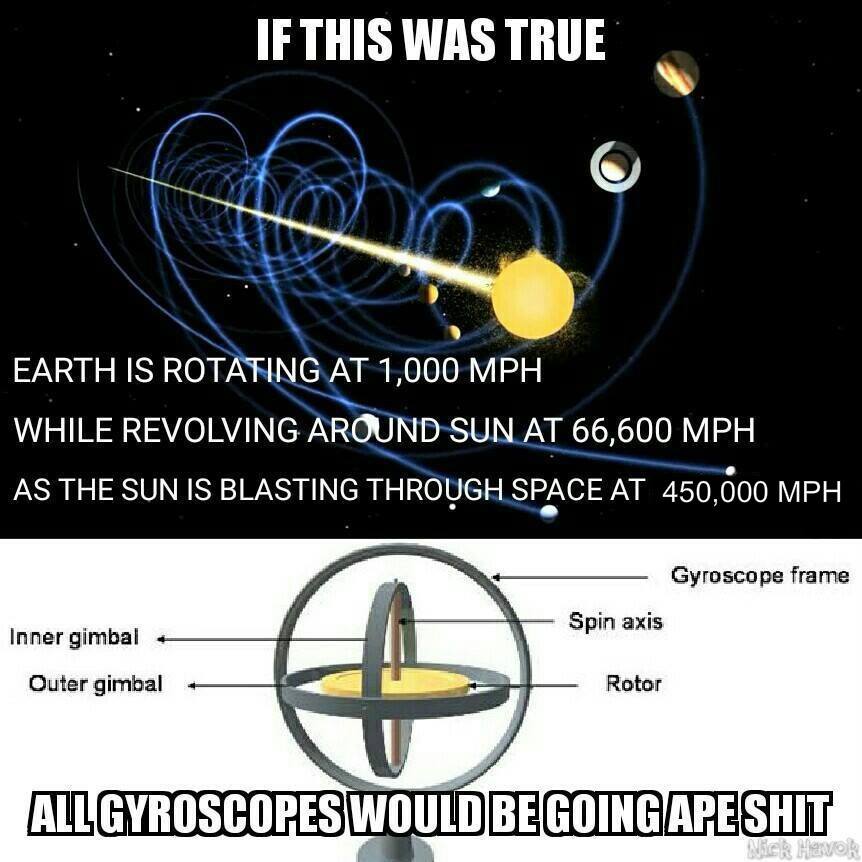 IF THIS WAS TRUE
EARTH IS ROTATING AT 1,000 MPH
WHILE REVOLVING AROUND SUN AT 66,600 MPH
AS THE SUN IS BLASTING THROUGH SPACE AT 450,000 MPH
Gyroscope frame
Spin axis
Inner gimbal
Outer gimbal
Rotor
ALL GYROSCOPES WOULD BE GOING APE SHIT
Nick Havok